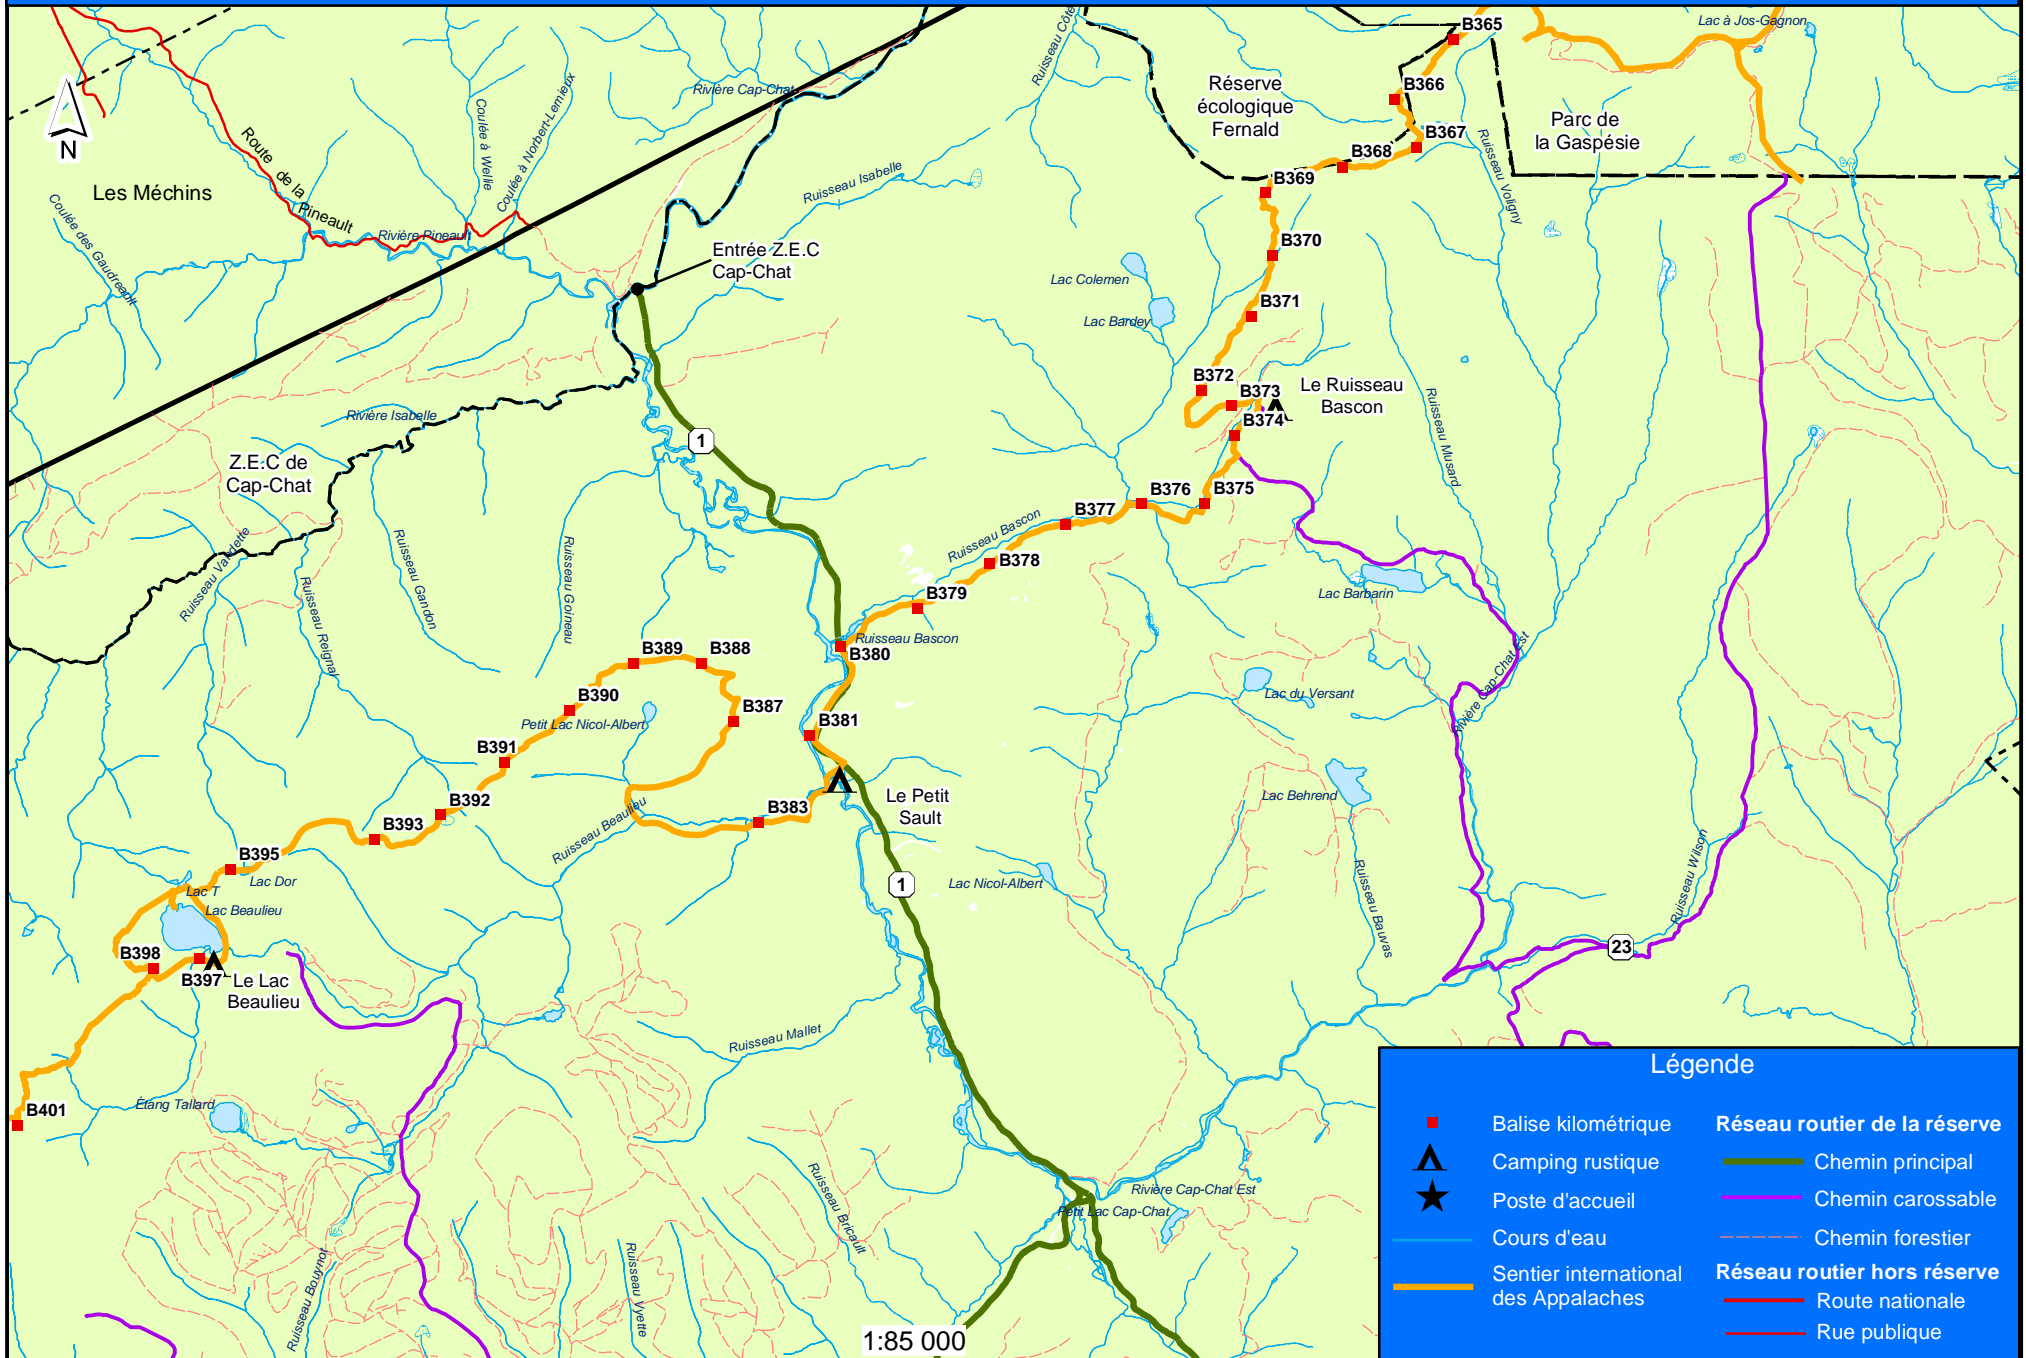 B365
Lac à Jos-Gagnon
Ruisseau Côté
Réserve
écologique
Fernald
B366
Parc de
la Gaspésie
B367
B368
B369
Ruisseau Voligny
N
Les Méchins
Route de la Pineault
Coulée à Wellie
Coulée à Norbert-Lemieux
Rivière Cap-Chat
Ruisseau Isabelle
Coulée des Gaudreault
Rivière Pineault
Entrée Z.E.C
Cap-Chat
B370
Lac Colemen
Lac Bardey
B371
B372
B373
B374
Le Ruisseau
Bascon
Ruisseau Musard
Rivière Isabelle
1
Z.E.C de
Cap-Chat
Ruisseau Gandon
Ruisseau Goineau
Ruisseau Reignal
B375
B376
B377
Ruisseau Bascon
B378
B379
Lac Barbarin
Ruisseau Bascon
B380
Rivière Cap-Chat Est
B389
B388
B390
B387
Petit Lac Nicol-Albert
B381
Lac du Versant
B391
B392
B393
B383
Le Petit
Sault
Ruisseau Beaulieu
Lac Behrend
Ruisseau Wilson
B395
Lac Dor
Lac T
Lac Beaulieu
1
Lac Nicol-Albert
Ruisseau Bauvas
B398
B397
Le Lac
Beaulieu
23
Ruisseau Mallet
Étang Tallard
B401
Ruisseau Bouynot
Ruisseau Vyette
Ruisseau Bricault
Rivière Cap-Chat Est
Petit Lac Cap-Chat
1:85 000
Légende
Balise kilométrique
Camping rustique
Poste d'accueil
Cours d'eau
Sentier international
des Appalaches
Réseau routier de la réserve
Chemin principal
Chemin carossable
Chemin forestier
Réseau routier hors réserve
Route nationale
Rue publique